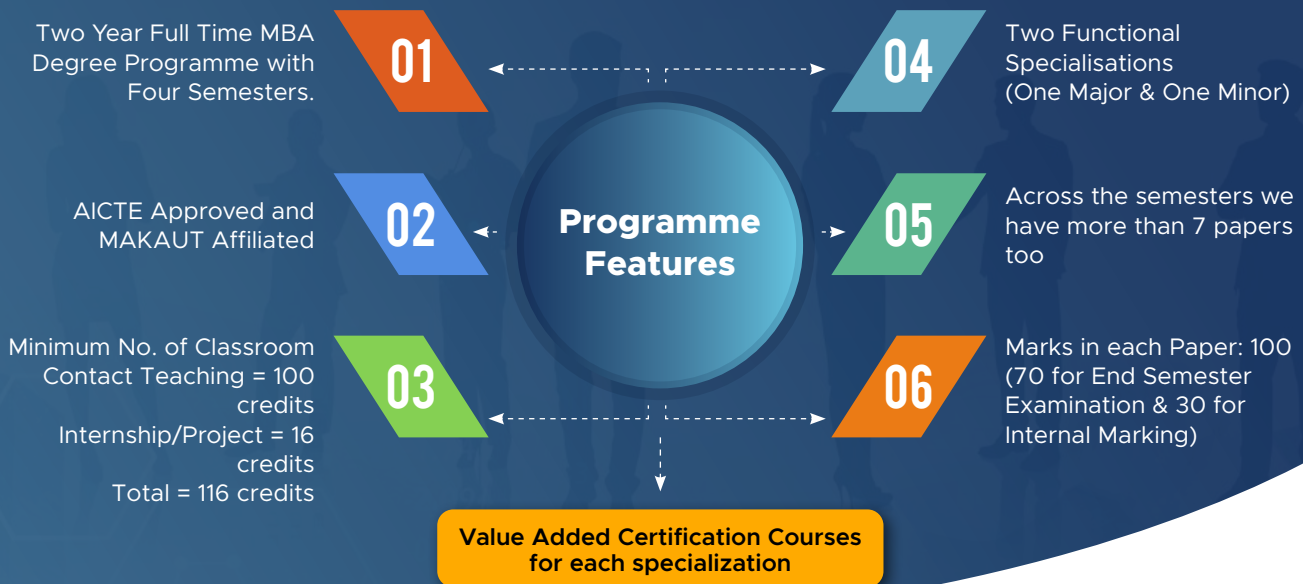 Programme
Features
01
Two Year Full Time MBA
Degree Programme with
Four Semesters.
02
AICTE Approved and
MAKAUT Affiliated
03
Minimum No. of Classroom
Contact Teaching = 100
credits
Internship/Project = 16
credits
Total = 116 credits
04
Two Functional
Specialisations
(One Major & One Minor)
05
Across the semesters we
have more than 7 papers
too
06
Marks in each Paper: 100
(70 for End Semester
Examination & 30 for
Internal Marking)
Value Added Certification Courses
for each specialization